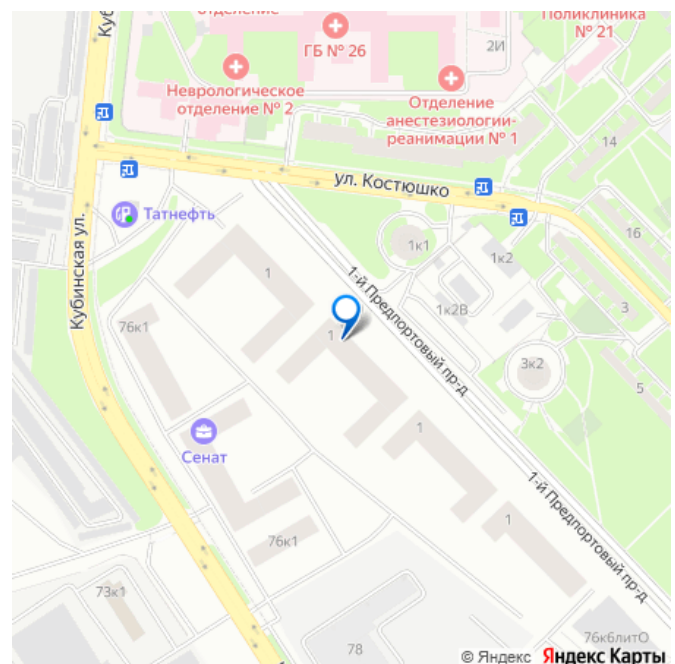 отделение
Поликлиника
№ 21
ГБ № 26
2И
Неврологическое
отделение № 2
Отделение
анестезиологии-
реанимации № 1
14
ул. Костюшко
Татнефть
Кубинская ул.
1к1
1к2
16
1
1-й Предпортовый пр-д
1к2В
3
76к1
1
3к2
5
Сенат
1
1-й Предпортовый пр-д
1
76к1
73к1
78
76к6литО
© Яндекс Яндекс Карты